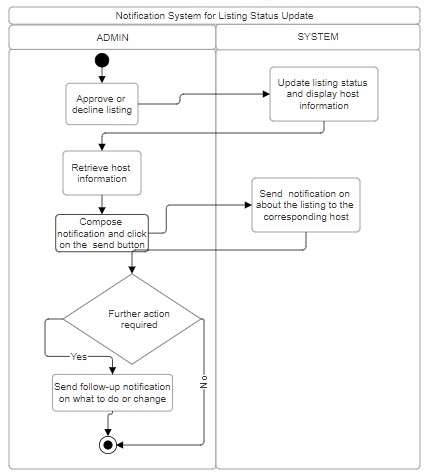 Notification System for Listing Status Update
ADMIN
SYSTEM
Approve or
decline listing
Update listing status
and display host
information
Retrieve host
information
Compose
notification and click
on the send button
Send notification on
about the listing to the
corresponding host
Further action
required
Yes
No
Send follow-up notification
on what to do or change